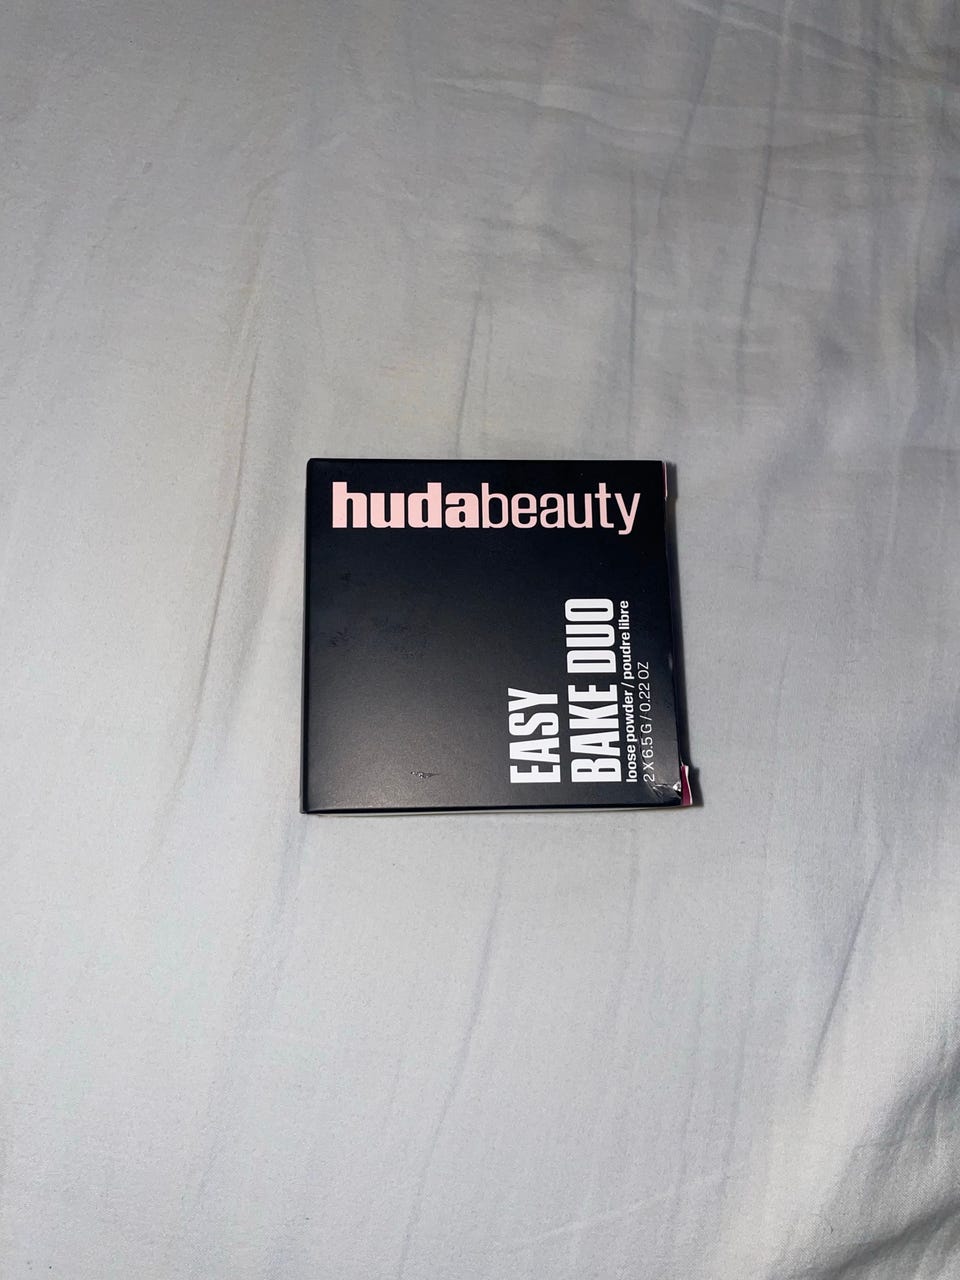 hudabeauty
EASY
BAKE DUO
loose powder / poudre libre
2 X 6.5 G / 0.22 OZ